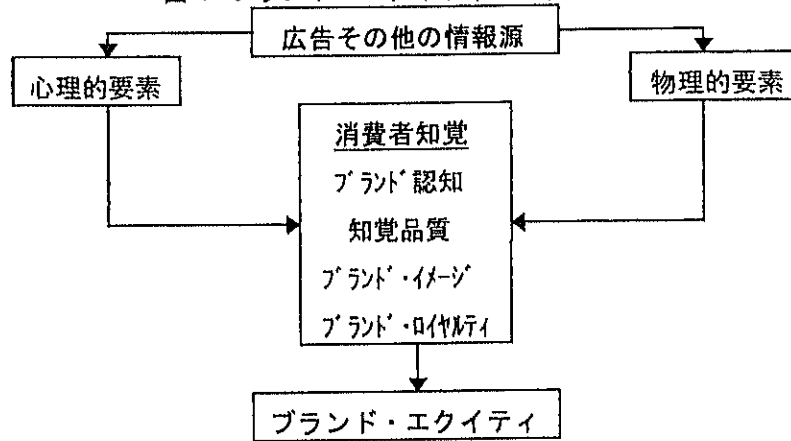 広告その他の情報源
心理的要素
物理的要素
消費者知覚
ブランド認知
知覚品質
ブランド・イメージ
ブランド・ロイヤルティ
ブランド・エクイティ